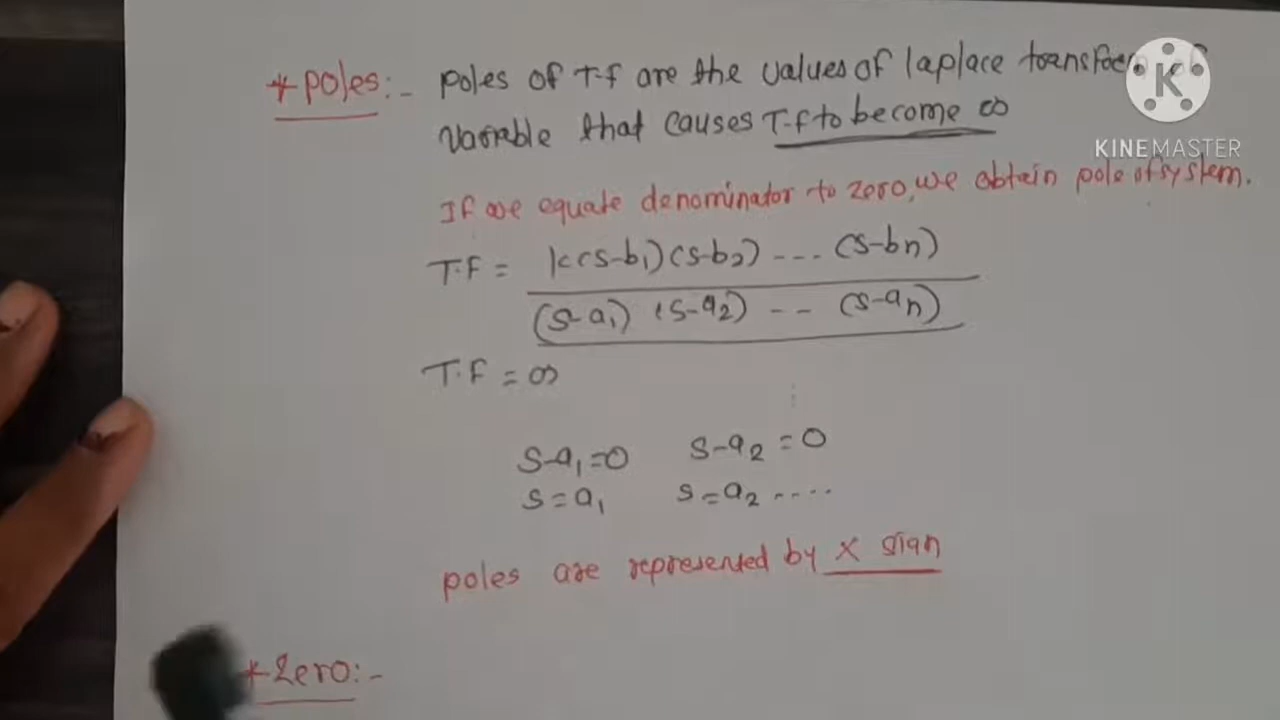 * poles:- poles of T.f are the values of laplace transform of
variable that causes T.f to become ∞
If we equate denominator to zero, we obtain pole of system.
T.F = K(s-b₁)(s-b₂) --- (s-bn)
(s-a₁) (s-a₂) -- (s-an)
T.F = ∞
s-a₁=0 s-a₂=0
s=a₁ s=a₂ ....
poles are represented by X sign
* Zero:-
K
KINEMASTER